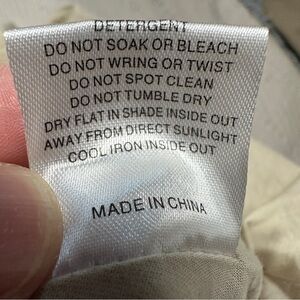 DETERGENT
DO NOT SOAK OR BLEACH
DO NOT WRING OR TWIST
DO NOT SPOT CLEAN
DO NOT TUMBLE DRY
DRY FLAT IN SHADE INSIDE OUT
AWAY FROM DIRECT SUNLIGHT
COOL IRON INSIDE OUT
MADE IN CHINA